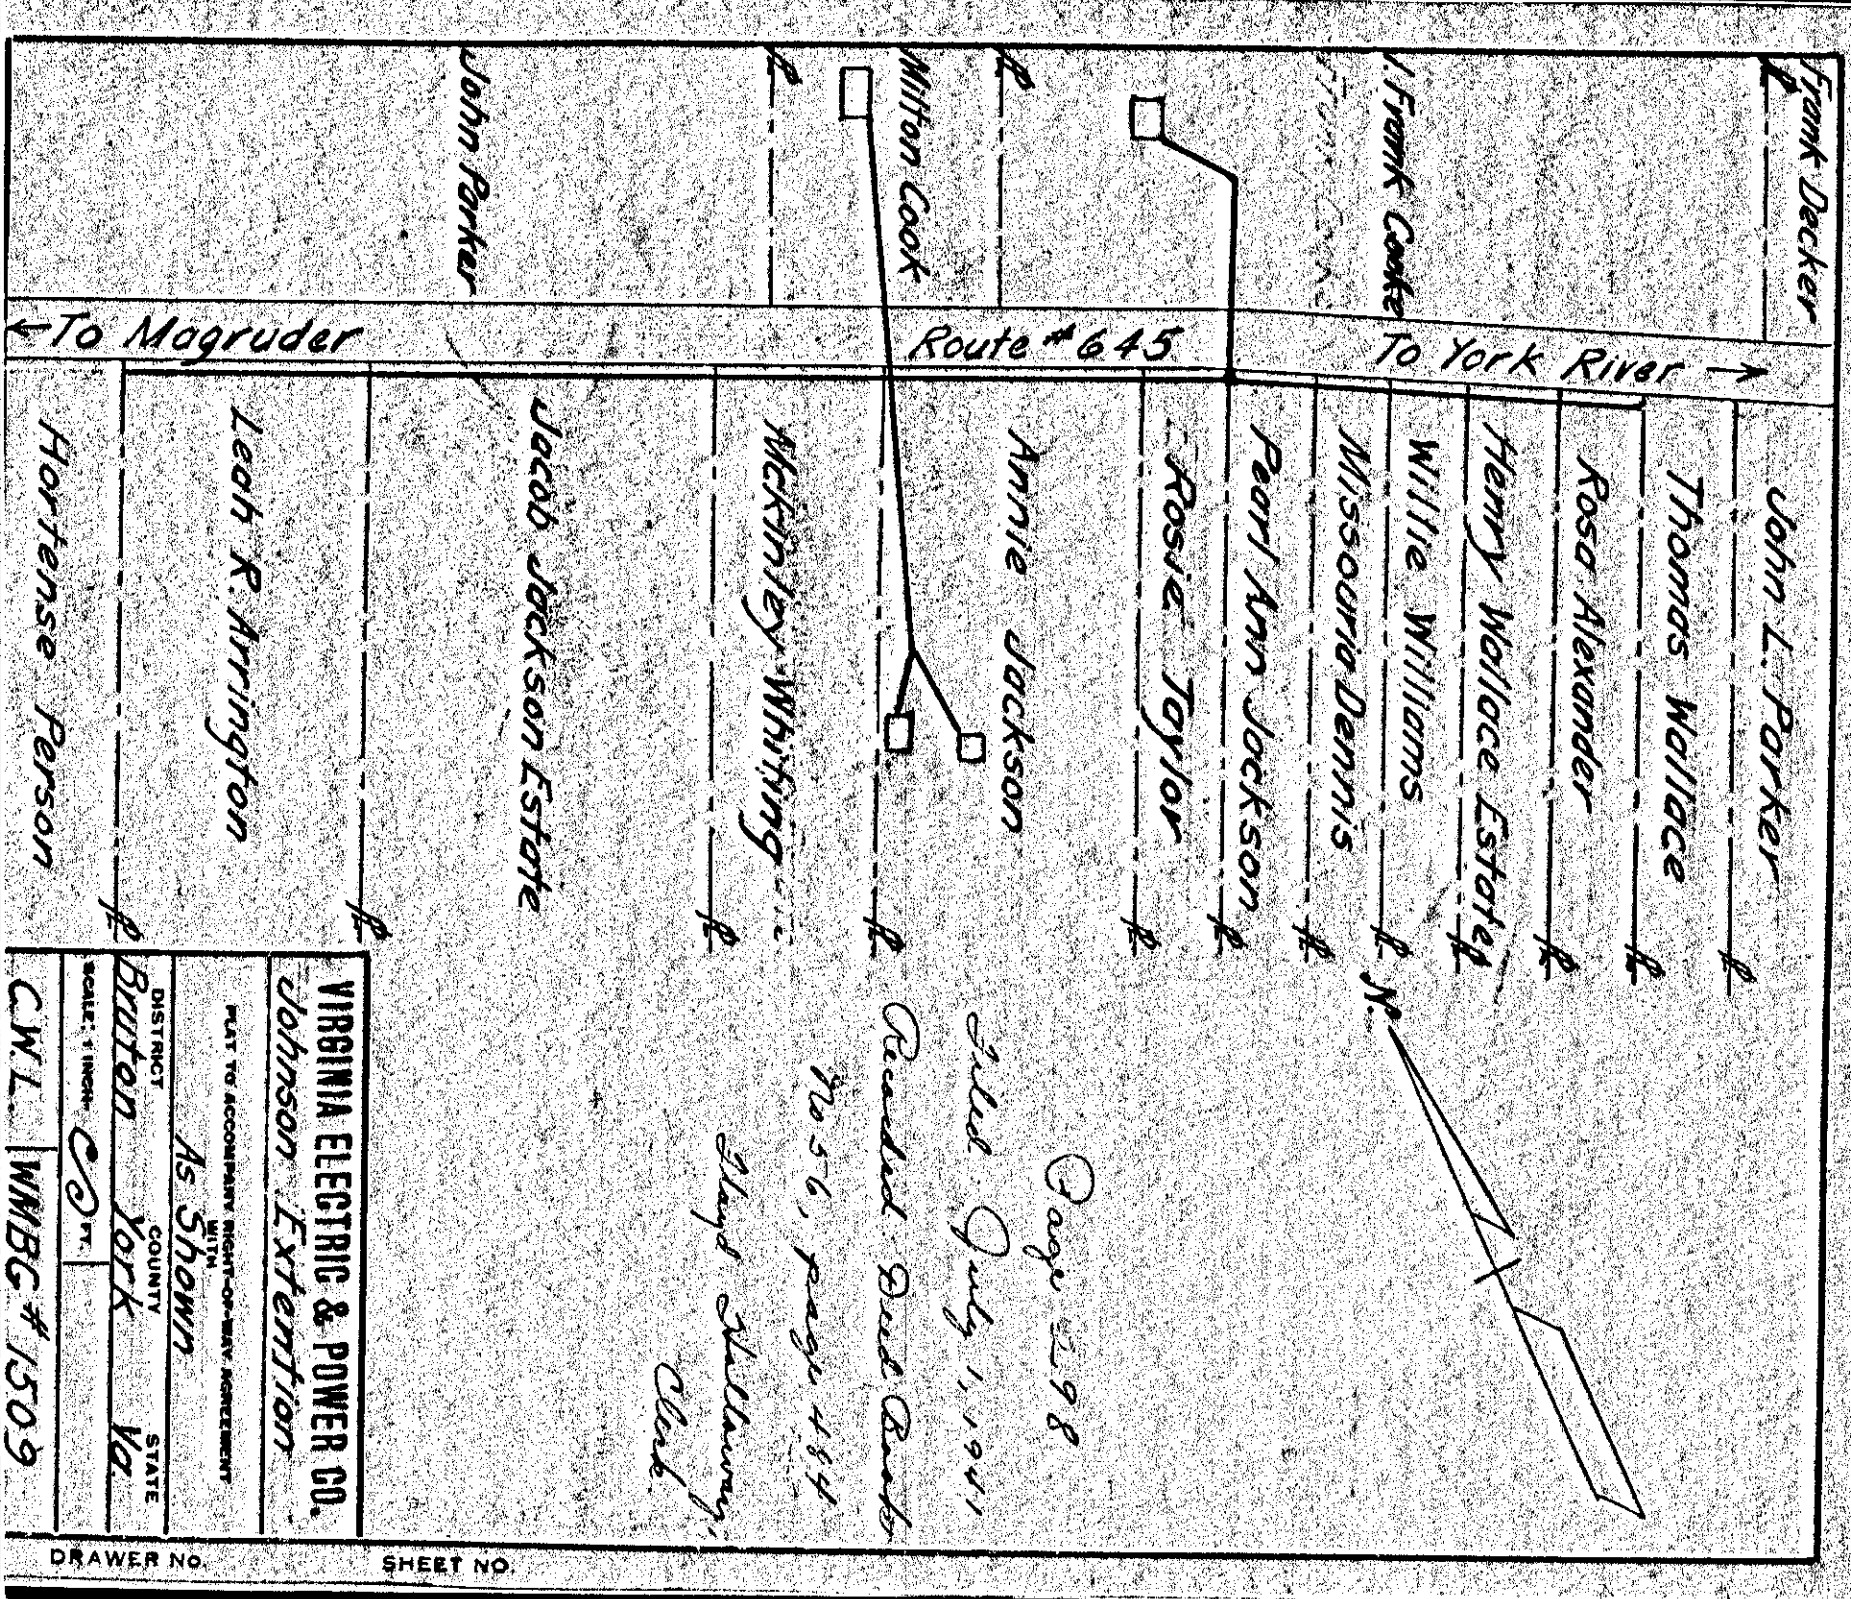 Frank Decker
J. Frank Cooke
Milton Cook
John Parker
← To Magruder
Route #645
To York River →
John L. Parker
Thomas Wallace
Rosa Alexander
Henry Wallace Estate
Willie Williams
Missouria Dennis
Pearl Ann Jackson
Rosie Taylor
Annie Jackson
McKinley Whiting
Jacob Jackson Estate
Leah R. Arrington
Hortense Person
N.
Page 298
Filed July 1, 1941
Recorded Deed Book
No 56, page 484
Floyd Holloway,
Clerk
VIRGINIA ELECTRIC & POWER CO.
Johnson Extention
PLAT TO ACCOMPANY RIGHT-OF-WAY AGREEMENT
WITH
As Shown
DISTRICT COUNTY STATE
Bruton York Va.
SCALE: 1 INCH= FT.
C.W.L. WMBG # 1509
DRAWER NO. SHEET NO.